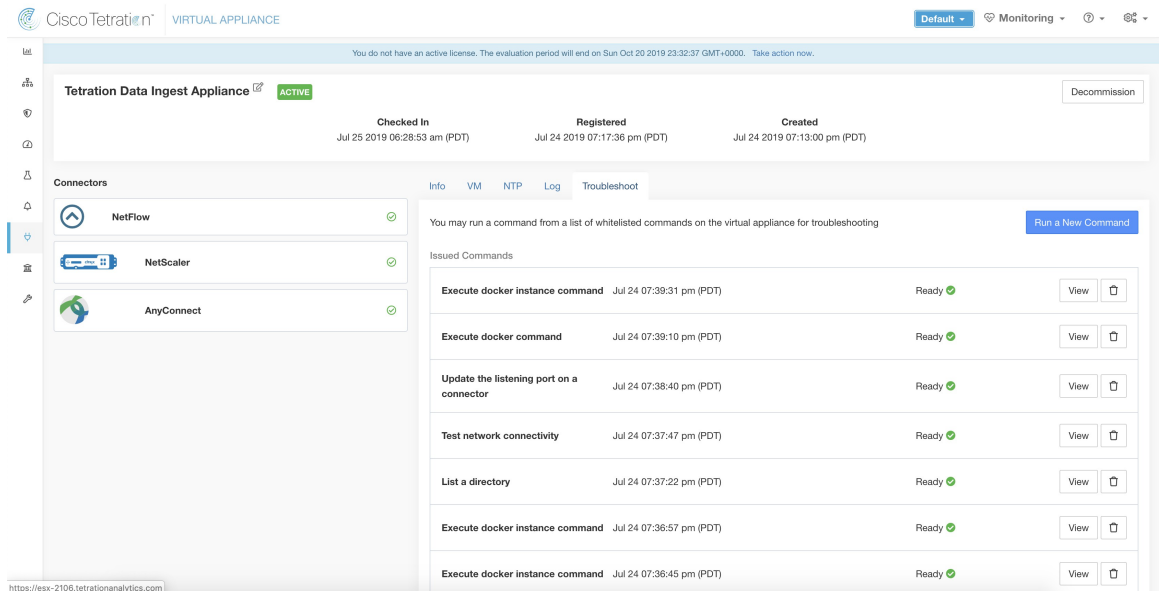 Cisco Tetration™ VIRTUAL APPLIANCE Default Monitoring
You do not have an active license. The evaluation period will end on Sun Oct 20 2019 23:32:37 GMT+0000. Take action now.
Tetration Data Ingest Appliance ACTIVE Decommission
Checked In Registered Created
Jul 25 2019 06:28:53 am (PDT) Jul 24 2019 07:17:36 pm (PDT) Jul 24 2019 07:13:00 pm (PDT)
Connectors
NetFlow
NetScaler
AnyConnect
Info VM NTP Log Troubleshoot
You may run a command from a list of whitelisted commands on the virtual appliance for troubleshooting Run a New Command
Issued Commands
Execute docker instance command Jul 24 07:39:31 pm (PDT) Ready View
Execute docker command Jul 24 07:39:10 pm (PDT) Ready View
Update the listening port on a
connector Jul 24 07:38:40 pm (PDT) Ready View
Test network connectivity Jul 24 07:37:47 pm (PDT) Ready View
List a directory Jul 24 07:37:22 pm (PDT) Ready View
Execute docker instance command Jul 24 07:36:57 pm (PDT) Ready View
Execute docker instance command Jul 24 07:36:45 pm (PDT) Ready View
https://esx-2106.tetrationanalytics.com